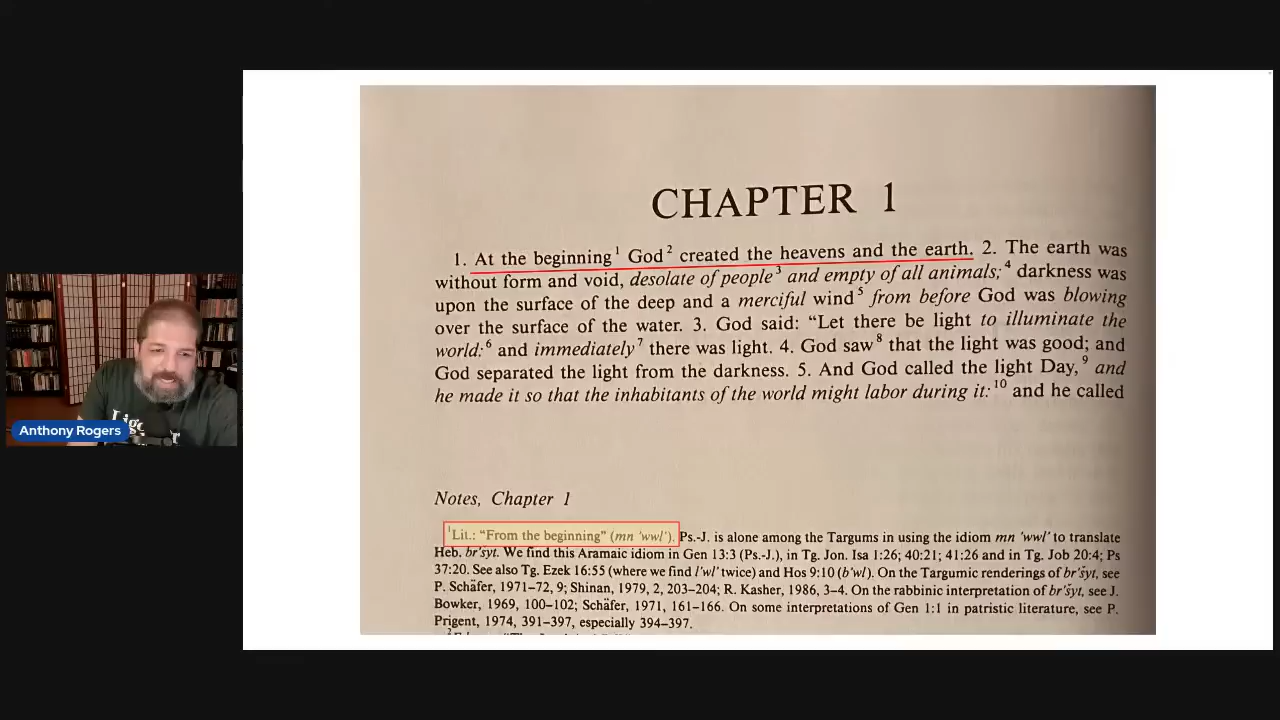 CHAPTER 1
1. At the beginning¹ God² created the heavens and the earth. 2. The earth was
without form and void, desolate of people³ and empty of all animals;⁴ darkness was
upon the surface of the deep and a merciful wind⁵ from before God was blowing
over the surface of the water. 3. God said: “Let there be light to illuminate the
world:⁶ and immediately⁷ there was light. 4. God saw⁸ that the light was good; and
God separated the light from the darkness. 5. And God called the light Day,⁹ and
he made it so that the inhabitants of the world might labor during it:¹⁰ and he called
Notes, Chapter 1
¹Lit.: “From the beginning” (mn 'wwl'). Ps.-J. is alone among the Targums in using the idiom mn 'wwl' to translate
Heb. br'syt. We find this Aramaic idiom in Gen 13:3 (Ps.-J.), in Tg. Jon. Isa 1:26; 40:21; 41:26 and in Tg. Job 20:4; Ps
37:20. See also Tg. Ezek 16:55 (where we find l'wl' twice) and Hos 9:10 (b'wl). On the Targumic renderings of br'šyt, see
P. Schäfer, 1971–72, 9; Shinan, 1979, 2, 203–204; R. Kasher, 1986, 3–4. On the rabbinic interpretation of br'šyt, see J.
Bowker, 1969, 100–102; Schäfer, 1971, 161–166. On some interpretations of Gen 1:1 in patristic literature, see P.
Prigent, 1974, 391–397, especially 394–397.
Anthony Rogers